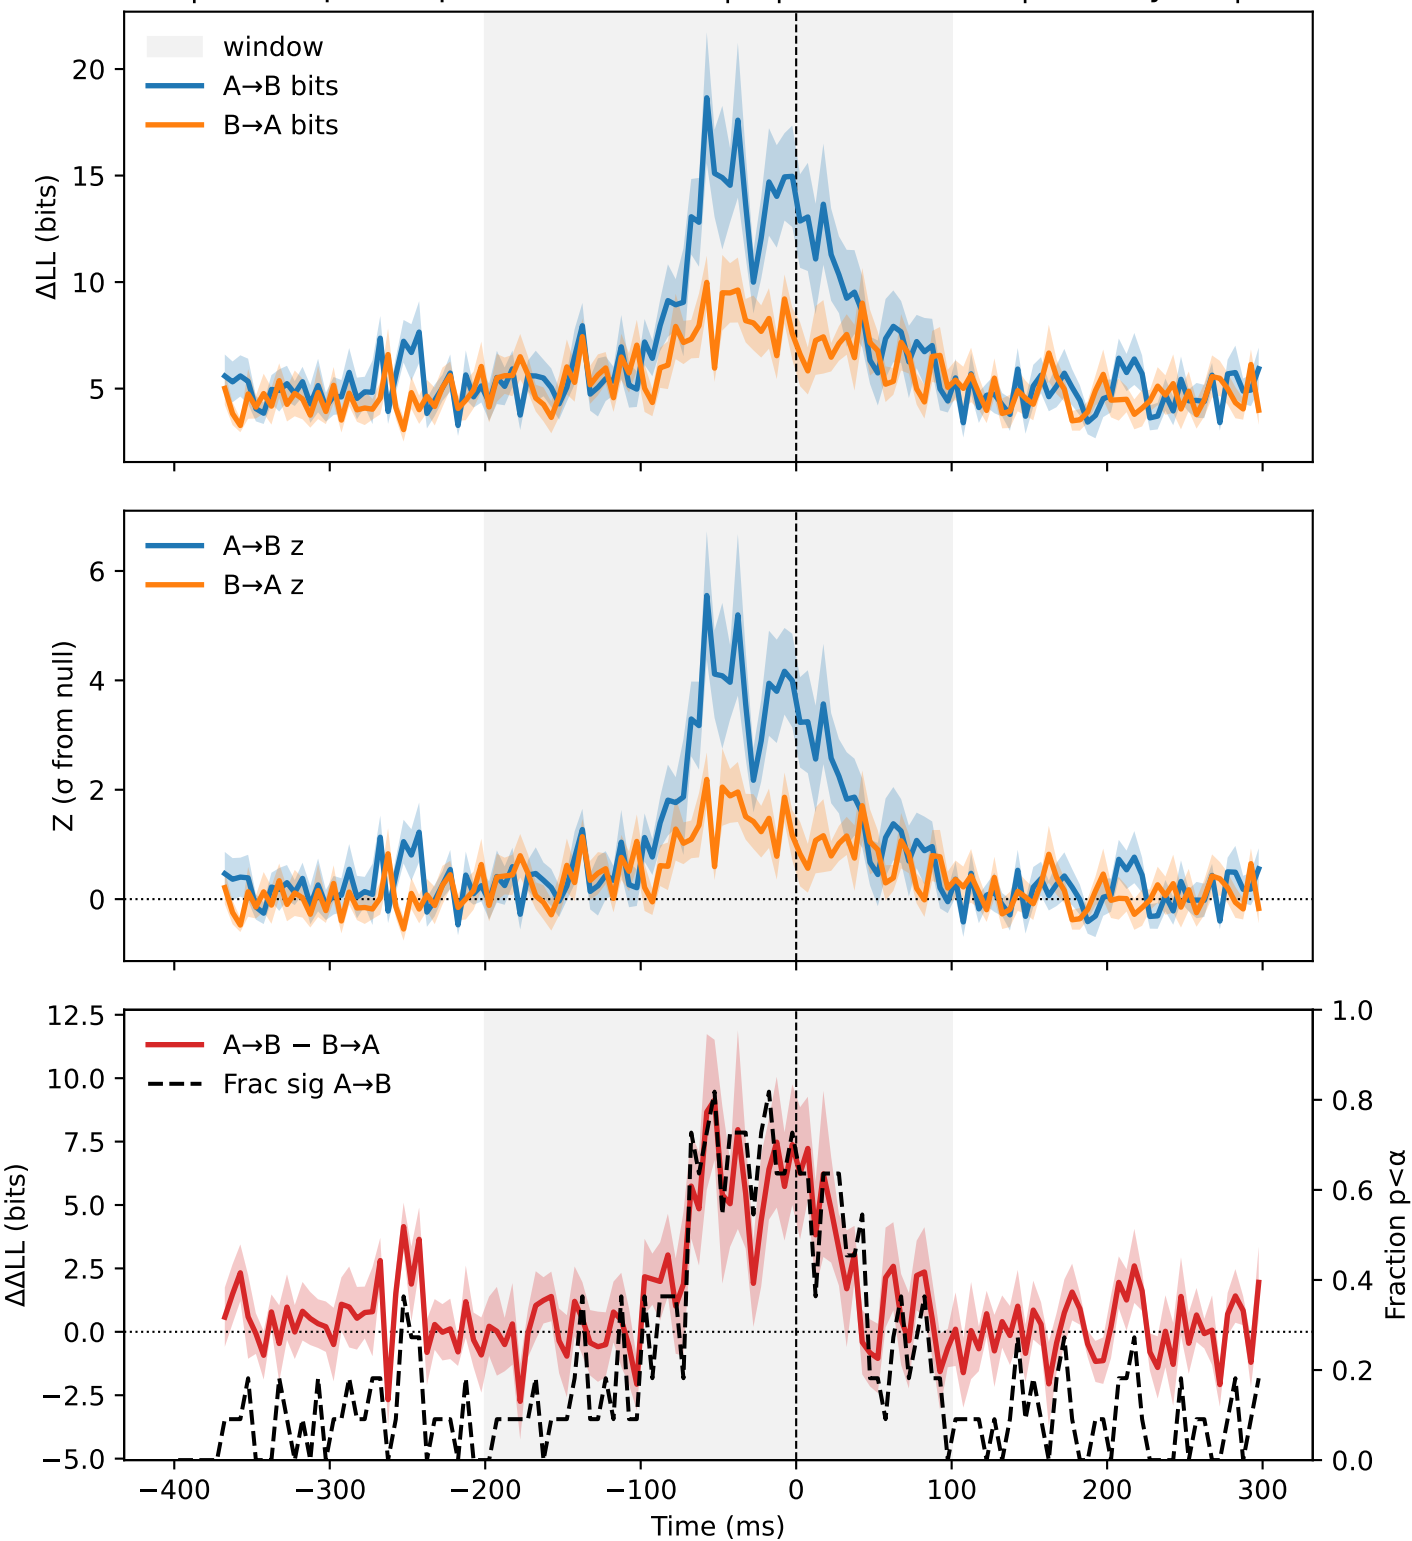 window
A→B bits
B→A bits
ΔLL (bits)
20
15
10
5
A→B z
B→A z
Z (σ from null)
6
4
2
0
A→B − B→A
Frac sig A→B
ΔΔLL (bits)
12.5
10.0
7.5
5.0
2.5
0.0
−2.5
−5.0
1.0
0.8
0.6
0.4
0.2
0.0
Fraction p<α
−400 −300 −200 −100 0 100 200 300
Time (ms)